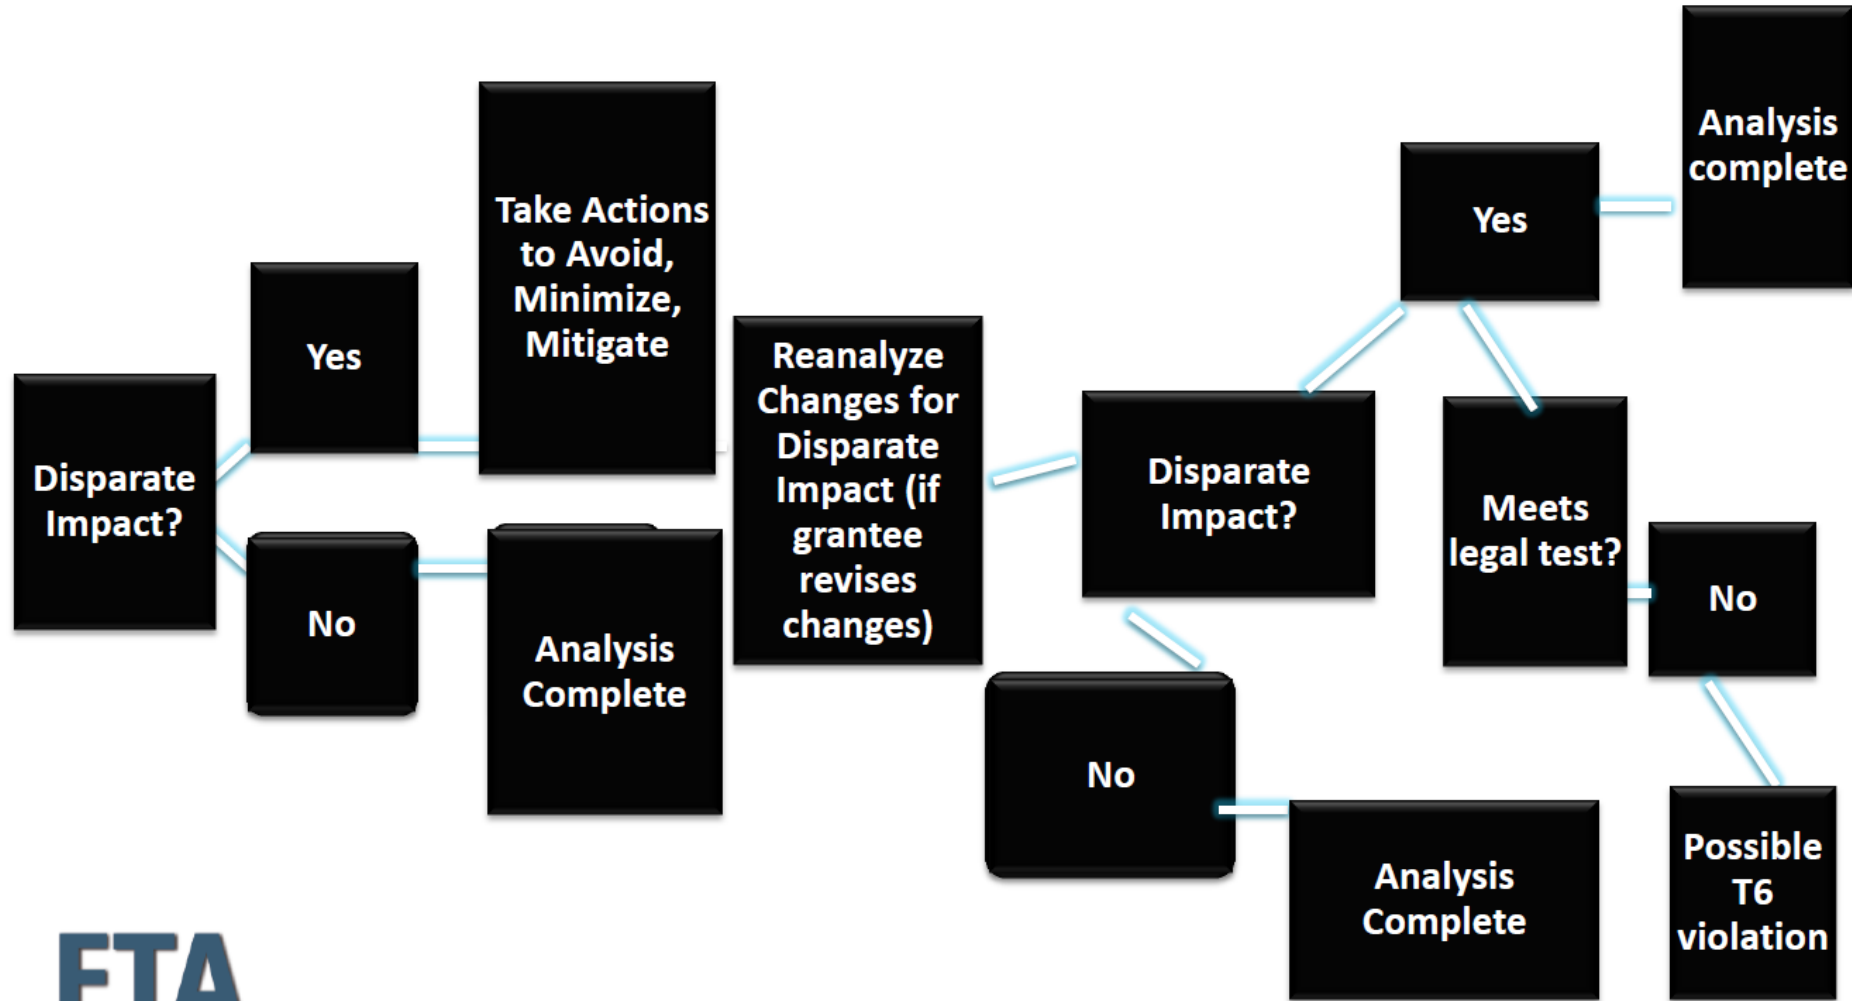 Disparate
Impact?
Yes
No
Take Actions
to Avoid,
Minimize,
Mitigate
Analysis
Complete
Reanalyze
Changes for
Disparate
Impact (if
grantee
revises
changes)
Disparate
Impact?
No
Analysis
Complete
Yes
Analysis
complete
Meets
legal test?
No
Possible
T6
violation
FTA